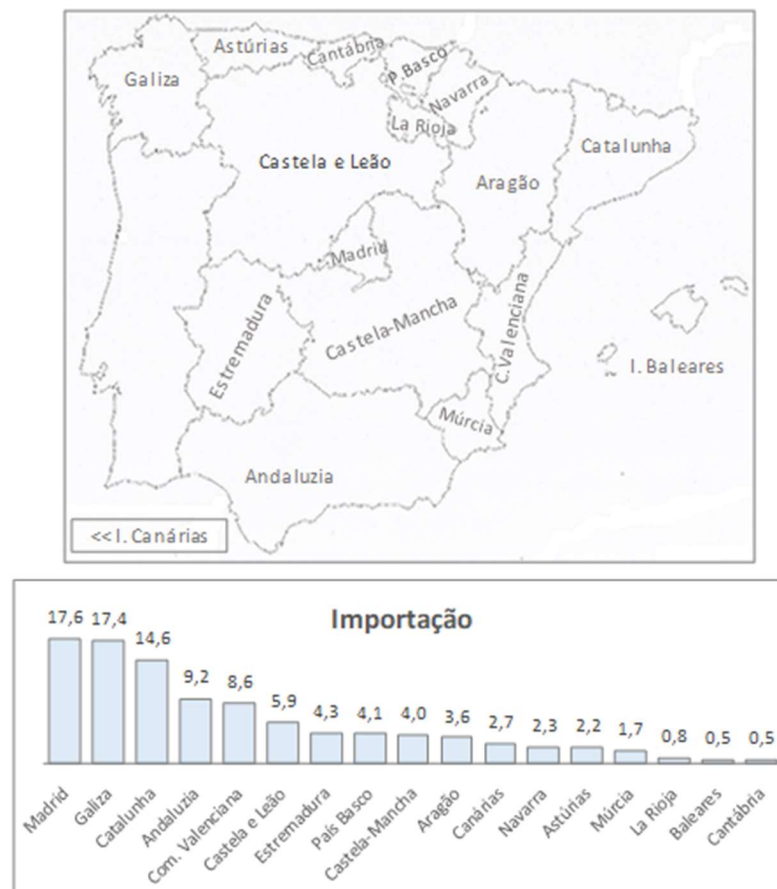 Astúrias
Cantábria
P.Basco
Galiza
Navarra
La Rioja
Catalunha
Castela e Leão
Aragão
Madrid
Castela-Mancha
Estremadura
C.Valenciana
I. Baleares
Múrcia
Andaluzia
<< I. Canárias
Importação
17,6 17,4 14,6 9,2 8,6 5,9 4,3 4,1 4,0 3,6 2,7 2,3 2,2 1,7 0,8 0,5 0,5
Madrid
Galiza
Catalunha
Andaluzia
Com. Valenciana
Castela e Leão
Estremadura
País Basco
Castela-Mancha
Aragão
Canárias
Navarra
Astúrias
Múrcia
La Rioja
Baleares
Cantábria